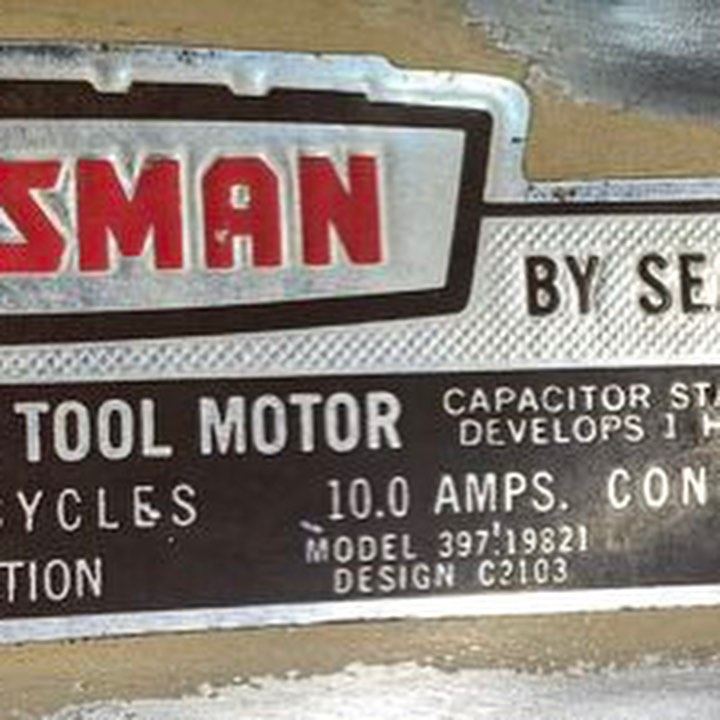 SMAN
BY SE
TOOL MOTOR
CAPACITOR STA
DEVELOPS 1 H
CYCLES
10.0 AMPS. CON
TION
MODEL 397.19821
DESIGN C2103